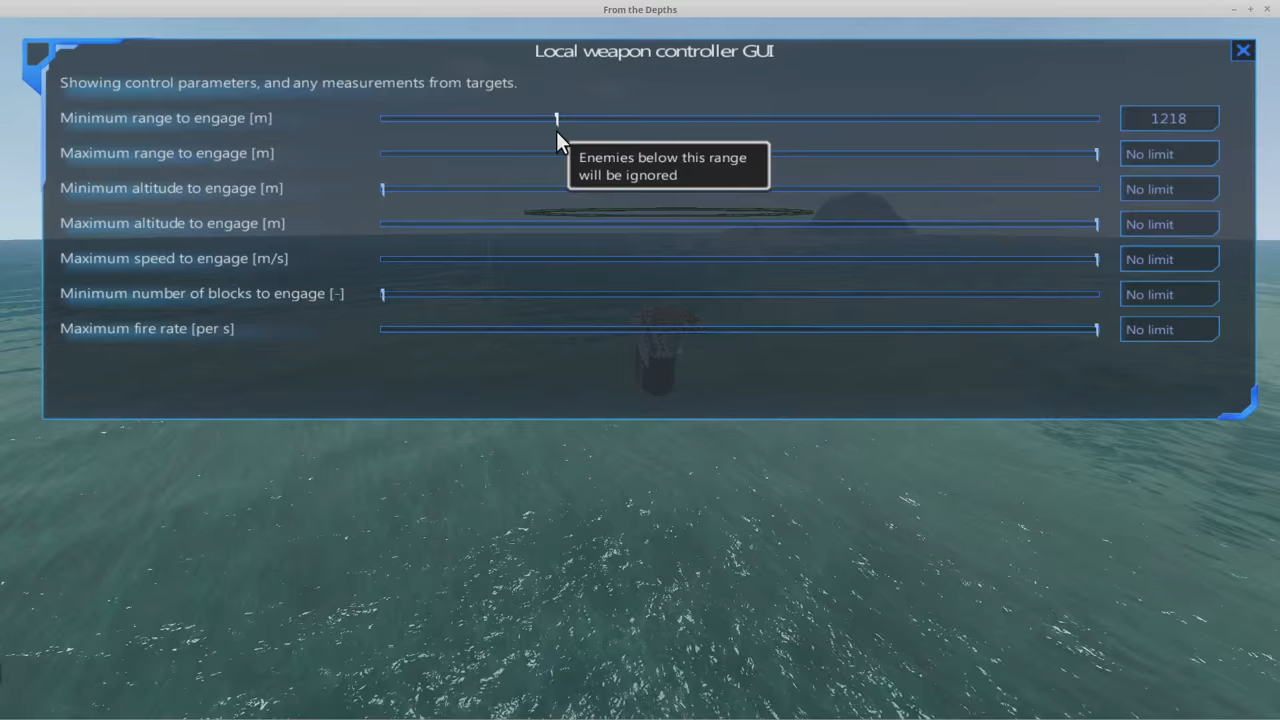 From the Depths
Local weapon controller GUI
Showing control parameters, and any measurements from targets.
Minimum range to engage [m]
1218
Maximum range to engage [m]
No limit
Enemies below this range
will be ignored
Minimum altitude to engage [m]
No limit
Maximum altitude to engage [m]
No limit
Maximum speed to engage [m/s]
No limit
Minimum number of blocks to engage [-]
No limit
Maximum fire rate [per s]
No limit